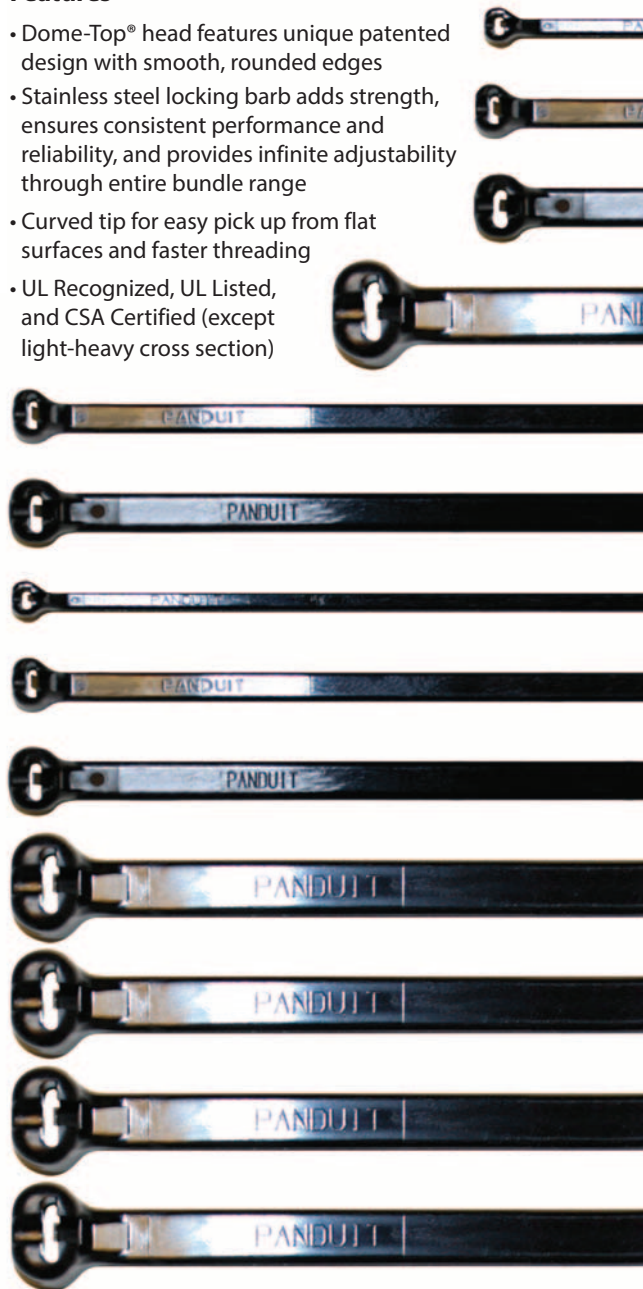 • Dome-Top® head features unique patented
design with smooth, rounded edges
• Stainless steel locking barb adds strength,
ensures consistent performance and
reliability, and provides infinite adjustability
through entire bundle range
• Curved tip for easy pick up from flat
surfaces and faster threading
• UL Recognized, UL Listed,
and CSA Certified (except
light-heavy cross section)
PANDUIT
PANDUIT
PANDUIT
PANDUIT
PANDUIT
PANDUIT
PANDUIT
PANDUIT
PANDUIT